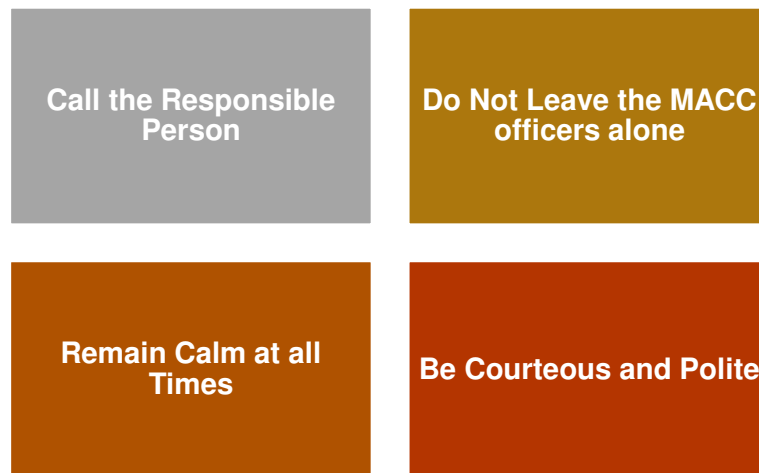 Call the Responsible
Person
Do Not Leave the MACC
officers alone
Remain Calm at all
Times
Be Courteous and Polite